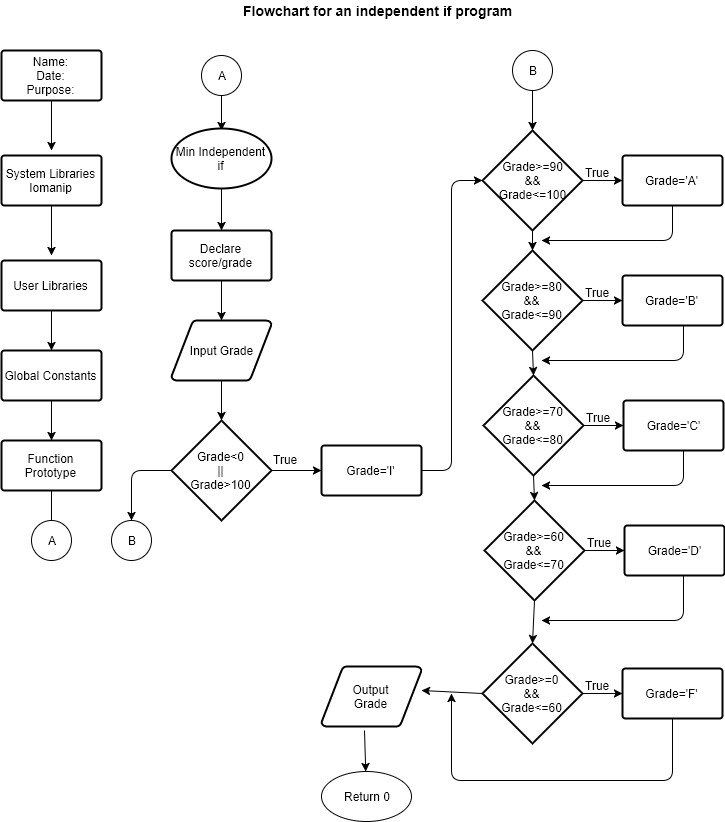 Flowchart for an independent if program
Name:
Date:
Purpose:
System Libraries
Iomanip
User Libraries
Global Constants
Function
Prototype
A
A
Min Independent
if
Declare
score/grade
Input Grade
Grade<0
||
Grade>100
True
Grade='I'
B
B
Grade>=90
&&
Grade<=100
True
Grade='A'
Grade>=80
&&
Grade<=90
True
Grade='B'
Grade>=70
&&
Grade<=80
True
Grade='C'
Grade>=60
&&
Grade<=70
True
Grade='D'
Grade>=0
&&
Grade<=60
True
Grade='F'
Output
Grade
Return 0